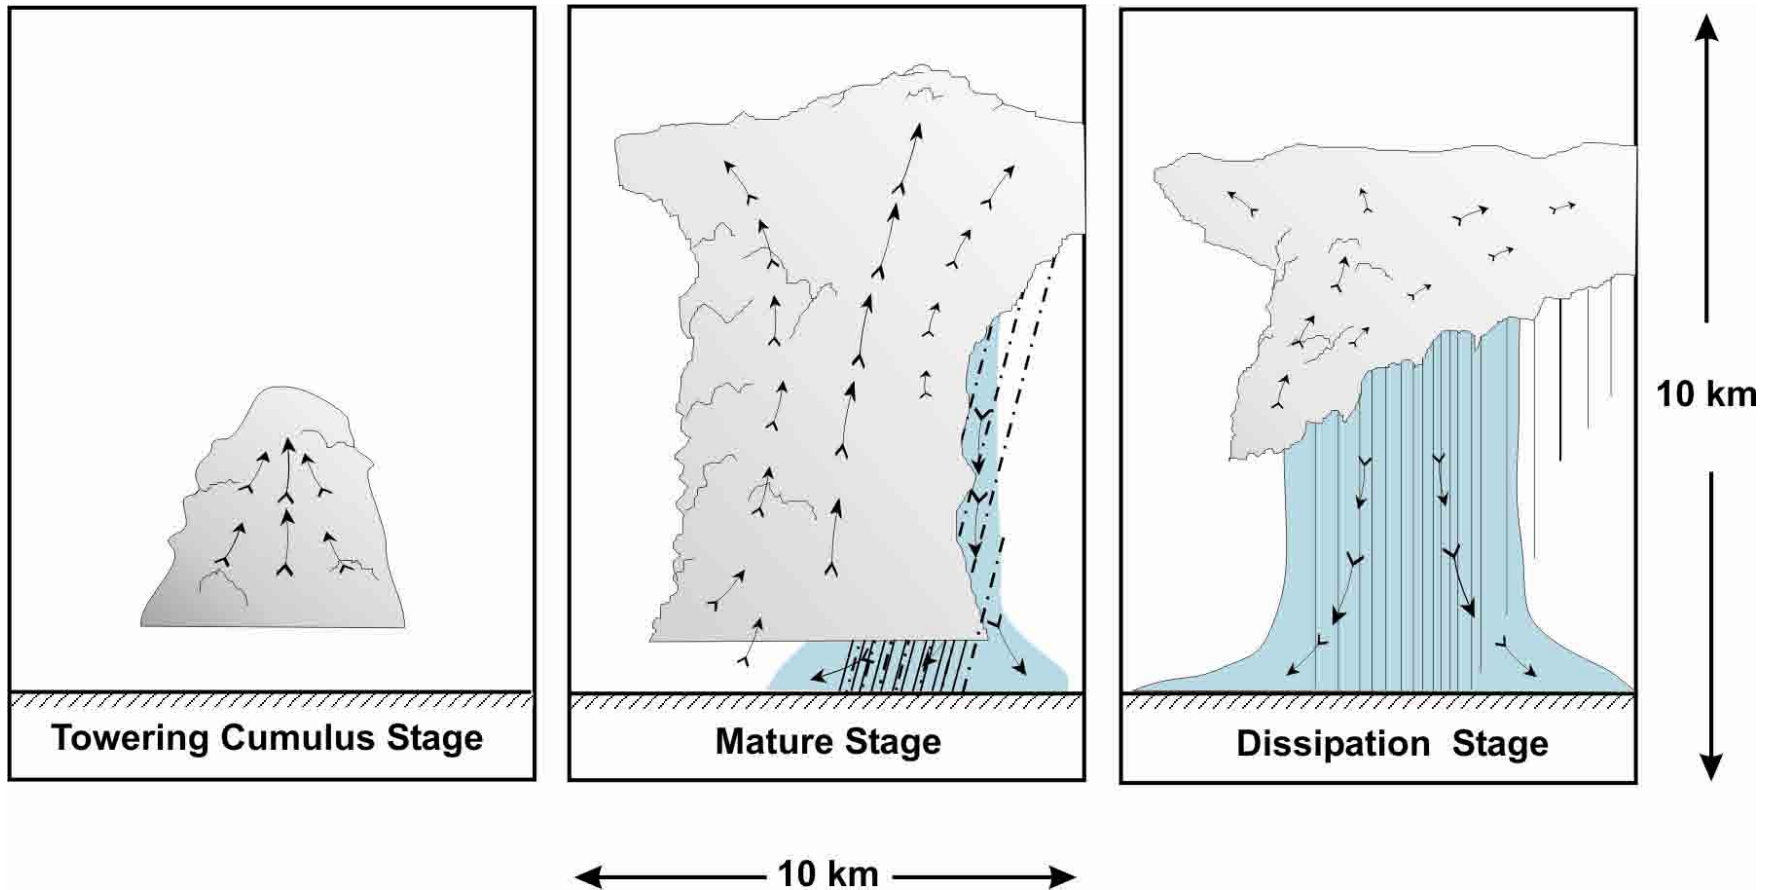 Towering Cumulus Stage
Mature Stage
Dissipation Stage
10 km
10 km